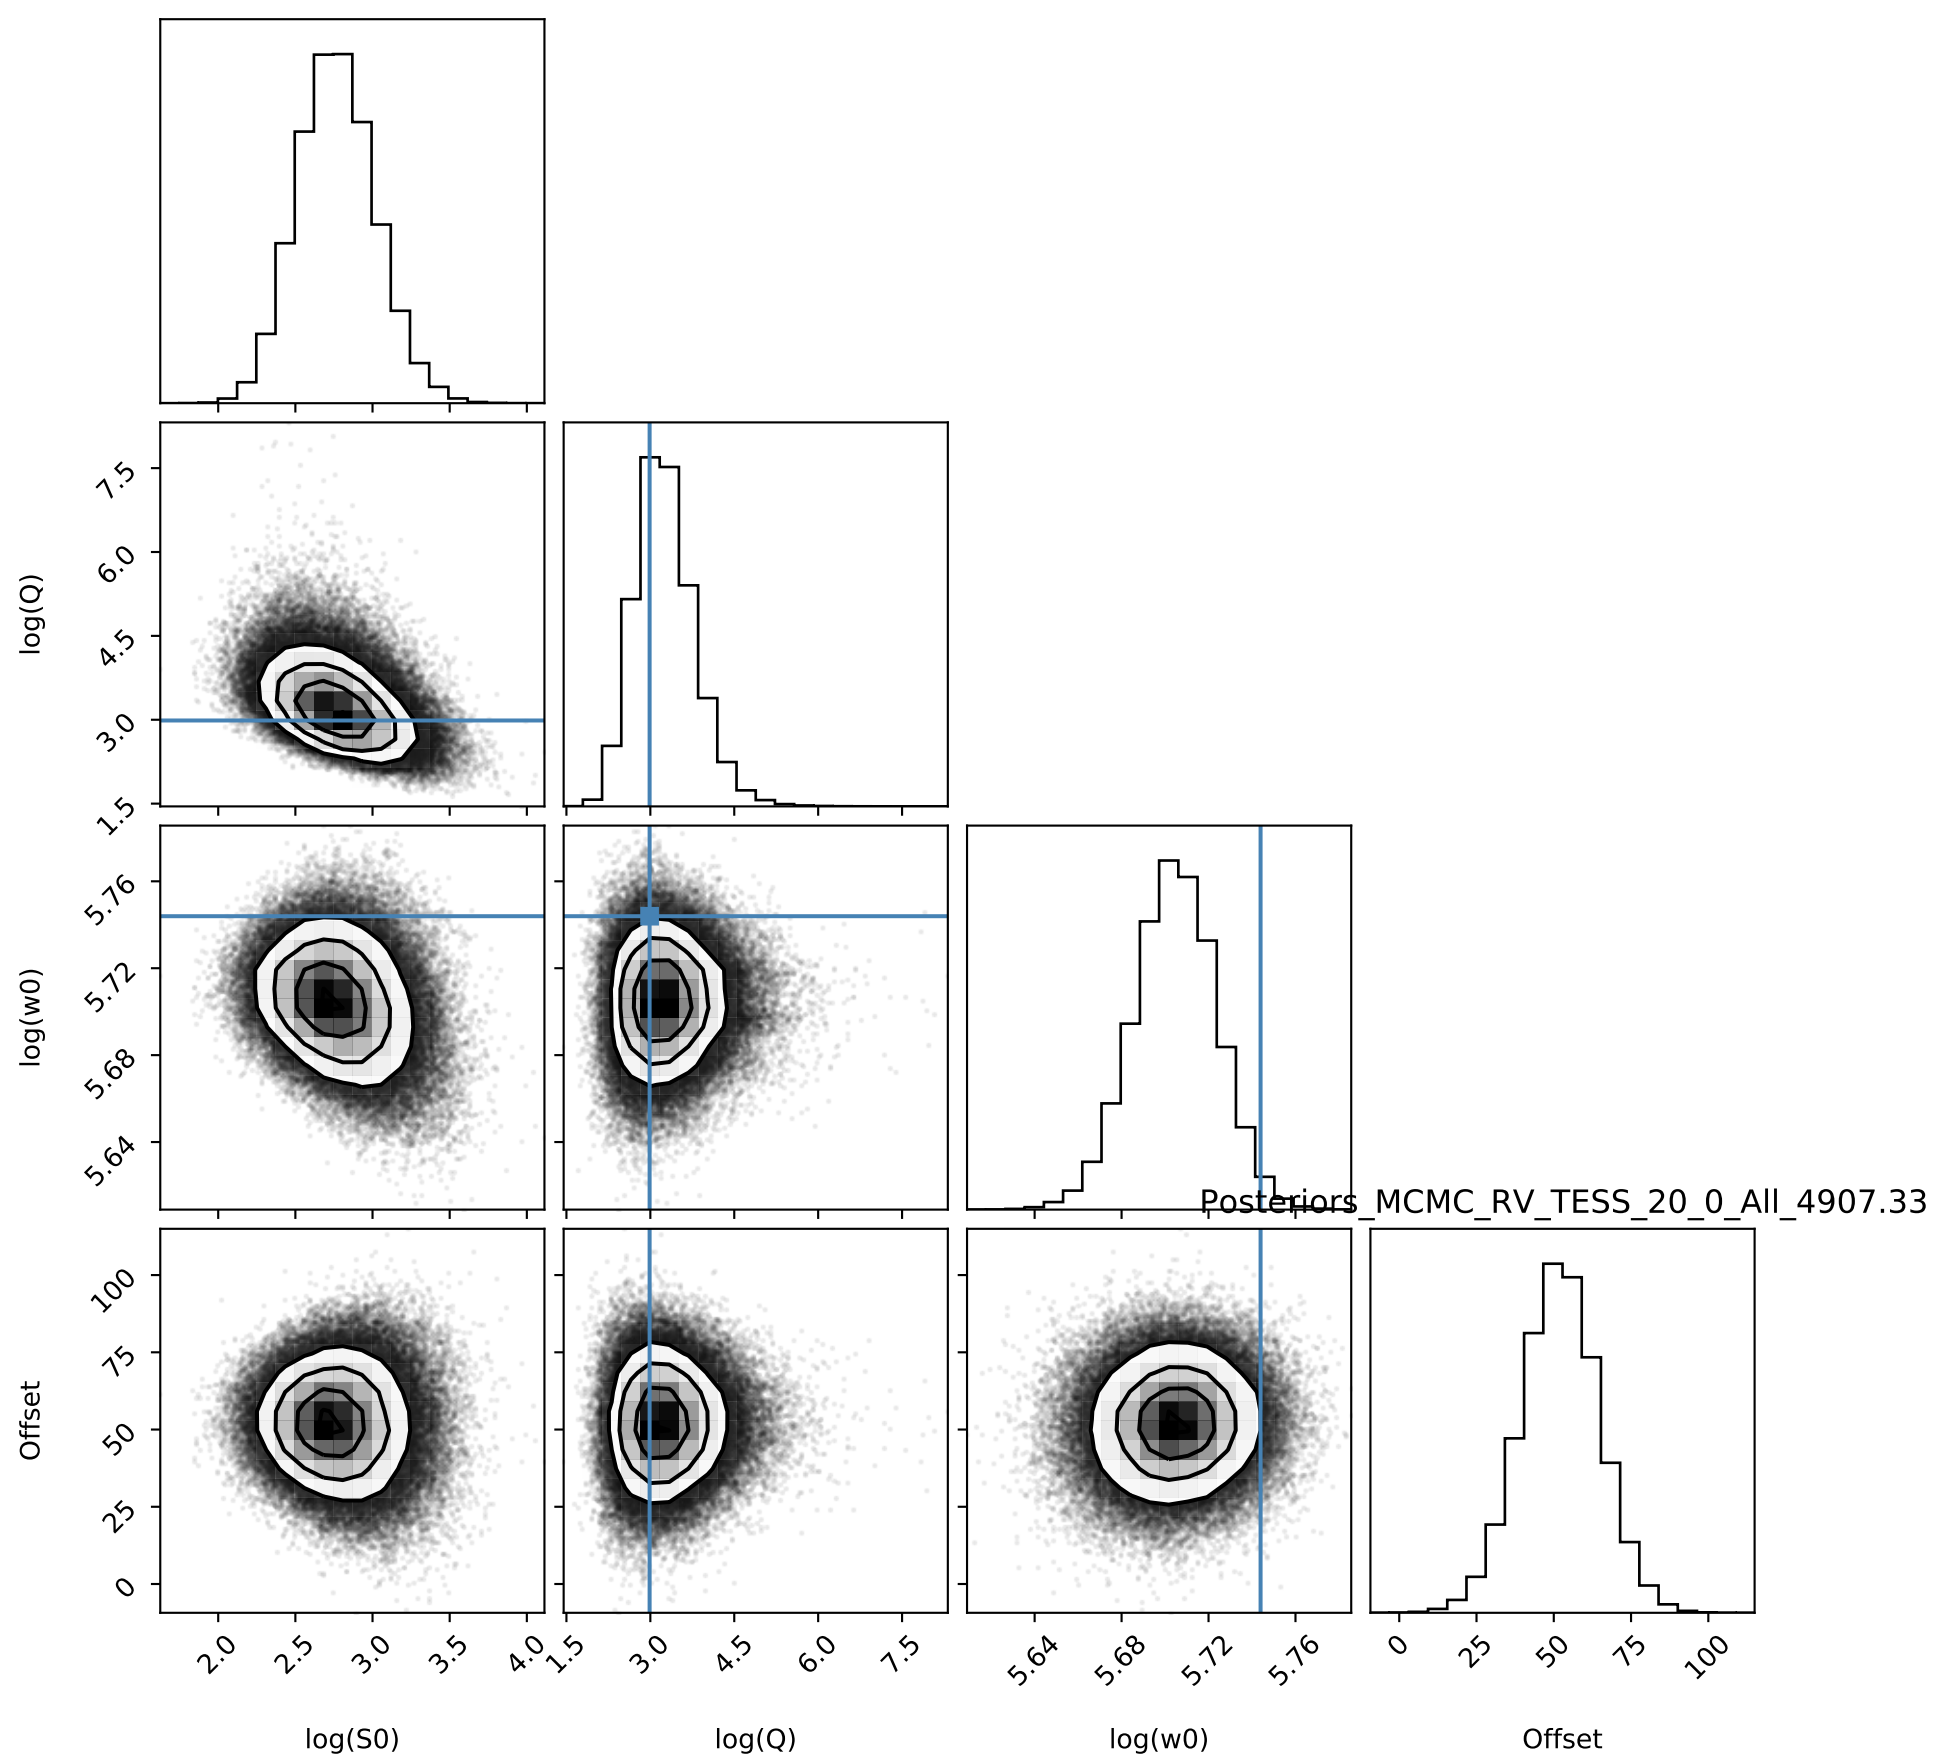 log(Q)
7.5
6.0
4.5
3.0
1.5
log(w0)
5.76
5.72
5.68
5.64
Posteriors_MCMC_RV_TESS_20_0_All_4907.33
Offset
100
75
50
25
0
2.0 2.5 3.0 3.5 4.0
1.5 3.0 4.5 6.0 7.5
5.64 5.68 5.72 5.76
0 25 50 75 100
log(S0) log(Q) log(w0) Offset